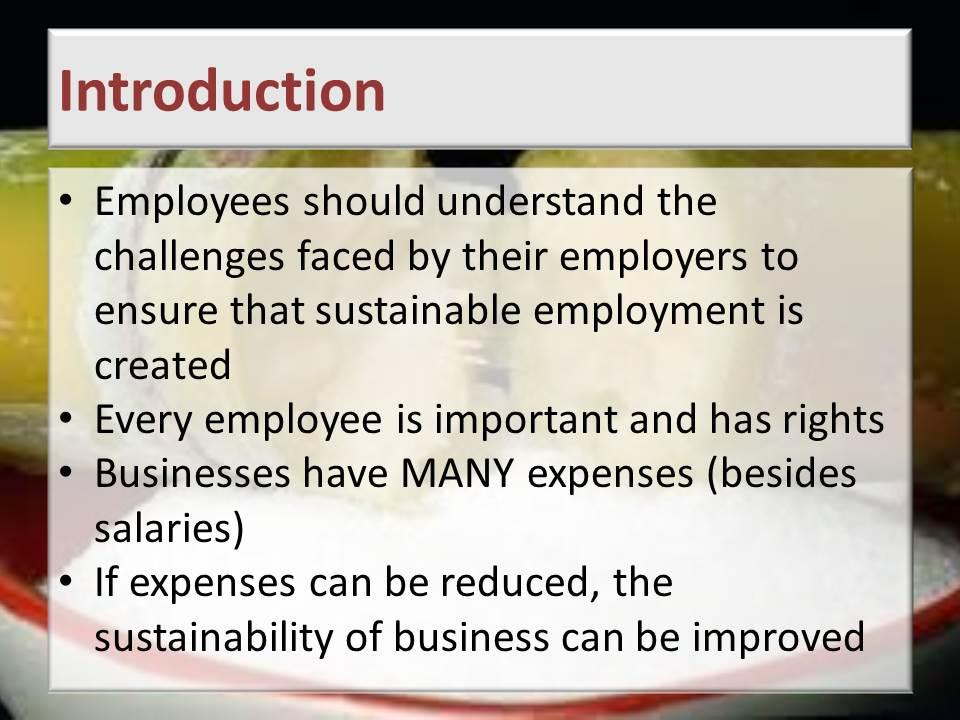 Introduction
• Employees should understand the
challenges faced by their employers to
ensure that sustainable employment is
created
• Every employee is important and has rights
• Businesses have MANY expenses (besides
salaries)
• If expenses can be reduced, the
sustainability of business can be improved